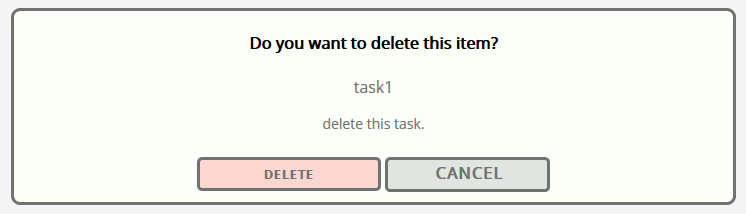 Do you want to delete this item?
task1
delete this task.
DELETE CANCEL